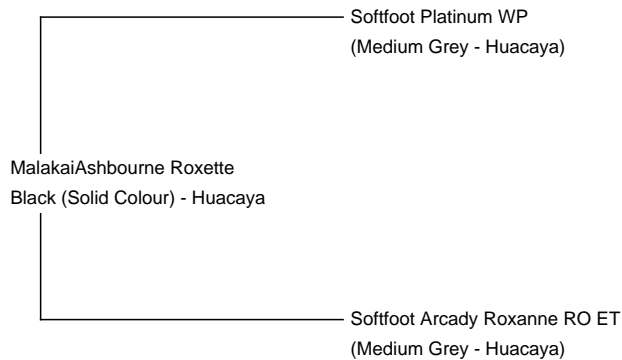 Softfoot Platinum WP
(Medium Grey - Huacaya)
MalakaiAshbourne Roxette
Black (Solid Colour) - Huacaya
Softfoot Arcady Roxanne RO ET
(Medium Grey - Huacaya)